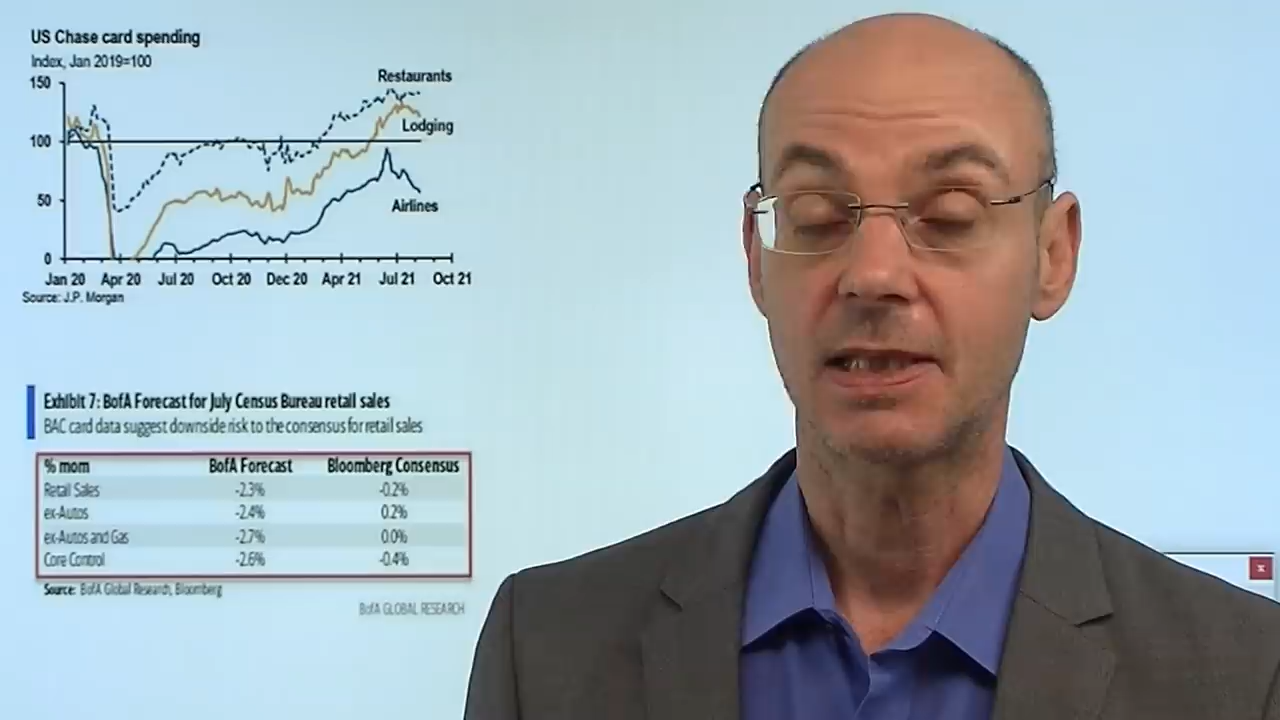 US Chase card spending
Index, Jan 2019=100
150
Restaurants
Lodging
100
50
Airlines
0
Jan 20 Apr 20 Jul 20 Oct 20 Dec 20 Apr 21 Jul 21 Oct 21
Source: J.P. Morgan
Exhibit 7: BofA Forecast for July Census Bureau retail sales
BAC card data suggest downside risk to the consensus for retail sales
% mom BofA Forecast Bloomberg Consensus
Retail Sales -2.3% -0.2%
ex-Autos -2.4% 0.2%
ex-Autos and Gas -2.7% 0.0%
Core Control -2.6% -0.4%
Source: BofA Global Research, Bloomberg
BofA GLOBAL RESEARCH
x